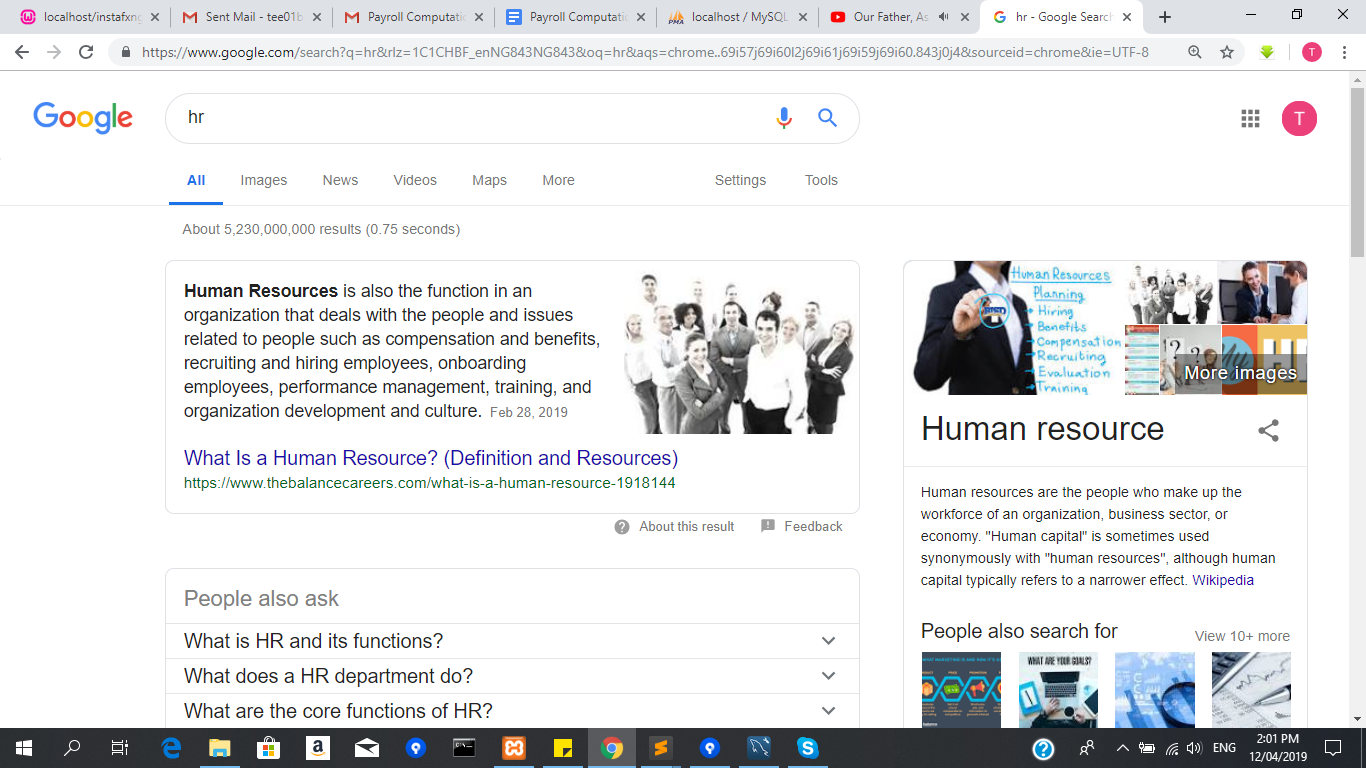 localhost/instafxng
Sent Mail - tee01b
Payroll Computati
Payroll Computati
localhost / MySQL
Our Father, As
hr - Google Search
https://www.google.com/search?q=hr&rlz=1C1CHBF_enNG843NG843&oq=hr&aqs=chrome..69i57j69i60l2j69i61j69i59j69i60.843j0j4&sourceid=chrome&ie=UTF-8
T
Google
hr
T
All Images News Videos Maps More Settings Tools
About 5,230,000,000 results (0.75 seconds)
Human Resources is also the function in an
organization that deals with the people and issues
related to people such as compensation and benefits,
recruiting and hiring employees, onboarding
employees, performance management, training, and
organization development and culture. Feb 28, 2019
What Is a Human Resource? (Definition and Resources)
https://www.thebalancecareers.com/what-is-a-human-resource-1918144
About this result Feedback
People also ask
What is HR and its functions?
What does a HR department do?
What are the core functions of HR?
Human Resources
Planning
Hiring
Benefits
Compensation
Recruiting
Evaluation
Training
More images
Human resource
Human resources are the people who make up the
workforce of an organization, business sector, or
economy. "Human capital" is sometimes used
synonymously with "human resources", although human
capital typically refers to a narrower effect. Wikipedia
People also search for
View 10+ more
WHAT ARE YOUR GOALS?
ENG
2:01 PM
12/04/2019